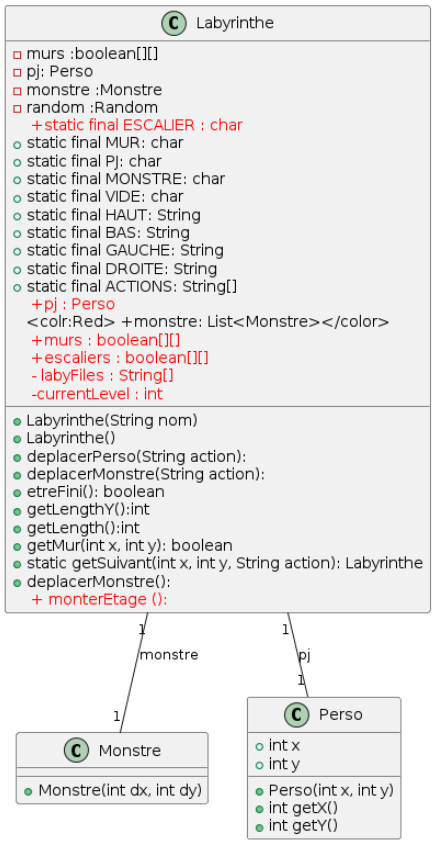 C Labyrinthe
- murs :boolean[][]
- pj: Perso
- monstre :Monstre
- random :Random
+static final ESCALIER : char
static final MUR: char
static final PJ: char
static final MONSTRE: char
static final VIDE: char
static final HAUT: String
static final BAS: String
static final GAUCHE: String
static final DROITE: String
static final ACTIONS: String[]
+pj : Perso
<colr:Red> +monstre: List<Monstre></color>
+murs : boolean[][]
+escaliers : boolean[][]
- labyFiles : String[]
-currentLevel : int
Labyrinthe(String nom)
Labyrinthe()
deplacerPerso(String action):
deplacerMonstre(String action):
etreFini(): boolean
getLengthY():int
getLength():int
getMur(int x, int y): boolean
static getSuivant(int x, int y, String action): Labyrinthe
deplacerMonstre():
+ monterEtage ():
1 1
monstre pj
1 1
C Monstre
Monstre(int dx, int dy)
C Perso
int x
int y
Perso(int x, int y)
int getX()
int getY()